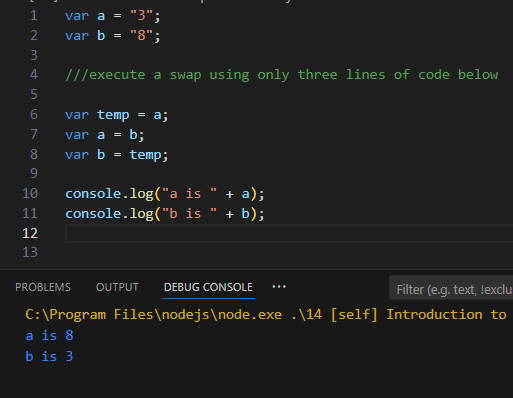 1 var a = "3";
2 var b = "8";
3
4 ///execute a swap using only three lines of code below
5
6 var temp = a;
7 var a = b;
8 var b = temp;
9
10 console.log("a is " + a);
11 console.log("b is " + b);
12
13
PROBLEMS OUTPUT DEBUG CONSOLE ··· Filter (e.g. text, !exclu
C:\Program Files\nodejs\node.exe .\14 [self] Introduction to
a is 8
b is 3